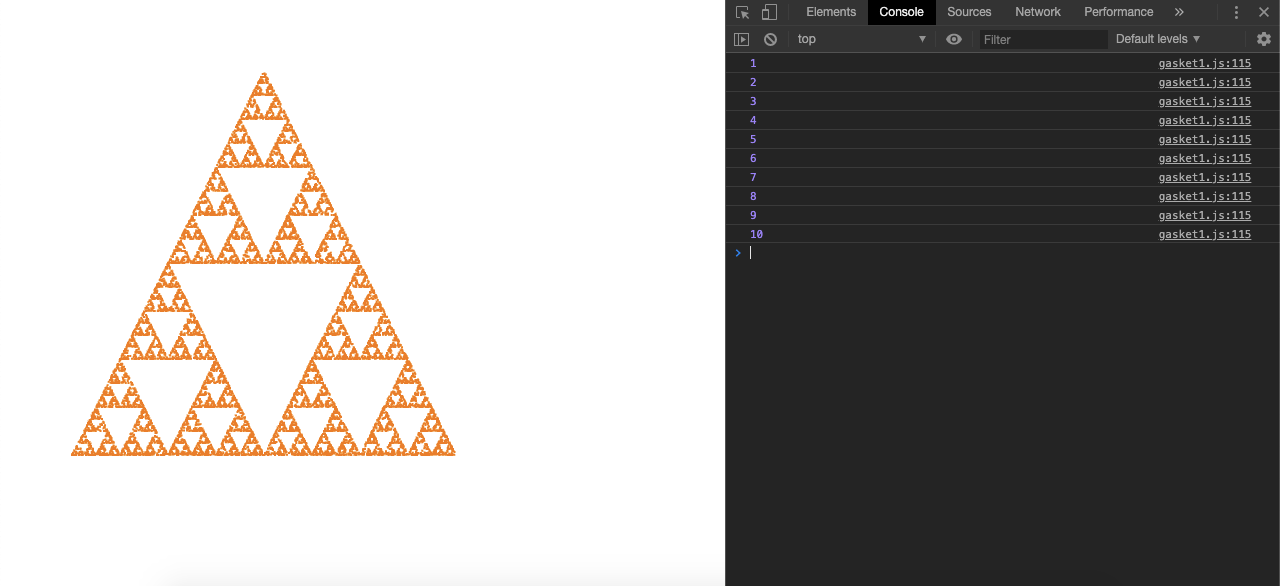 Elements Console Sources Network Performance »
top ▼ Filter Default levels ▼
1 gasket1.js:115
2 gasket1.js:115
3 gasket1.js:115
4 gasket1.js:115
5 gasket1.js:115
6 gasket1.js:115
7 gasket1.js:115
8 gasket1.js:115
9 gasket1.js:115
10 gasket1.js:115